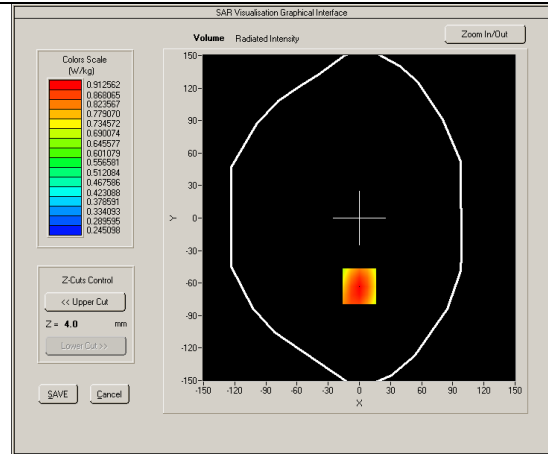 SAR Visualisation Graphical Interface
Volume Radiated Intensity
Zoom In/Out
Colors Scale
(W/kg)
0.912562
0.868065
0.823567
0.779070
0.734572
0.690074
0.645577
0.601079
0.556581
0.512084
0.467586
0.423088
0.378591
0.334093
0.289595
0.245098
Z-Cuts Control
<< Upper Cut
Z = 4.0 mm
Lower Cut >>
SAVE Cancel
150
120
90
60
30
0
-30
-60
-90
-120
-150
Y
-150 -120 -90 -60 -30 0 30 60 90 120 150
X